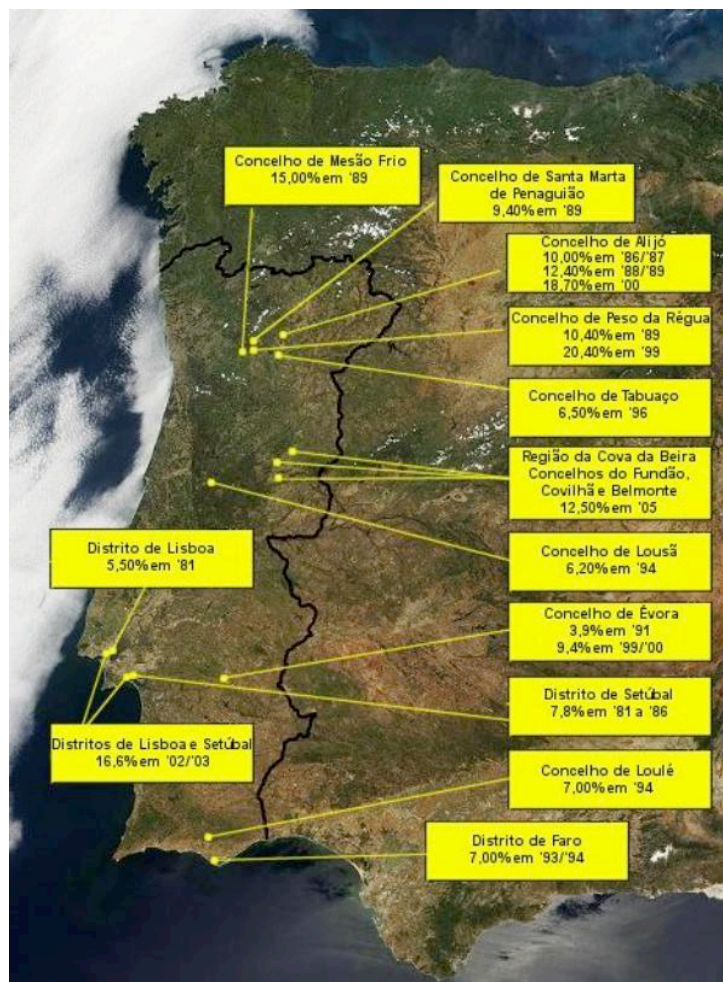 Concelho de Mesão Frio
15,00% em '89
Concelho de Santa Marta
de Penaguião
9,40% em '89
Concelho de Alijó
10,00% em '86/'87
12,40% em '88/'89
18,70% em '00
Concelho de Peso da Régua
10,40% em '89
20,40% em '99
Concelho de Tabuaço
6,50% em '96
Região da Cova da Beira
Concelhos do Fundão,
Covilhã e Belmonte
12,50% em '05
Distrito de Lisboa
5,50% em '81
Concelho de Lousã
6,20% em '94
Concelho de Évora
3,9% em '91
9,4% em '99/'00
Distrito de Setúbal
7,8% em '81 a '86
Distritos de Lisboa e Setúbal
16,6% em '02/'03
Concelho de Loulé
7,00% em '94
Distrito de Faro
7,00% em '93/'94